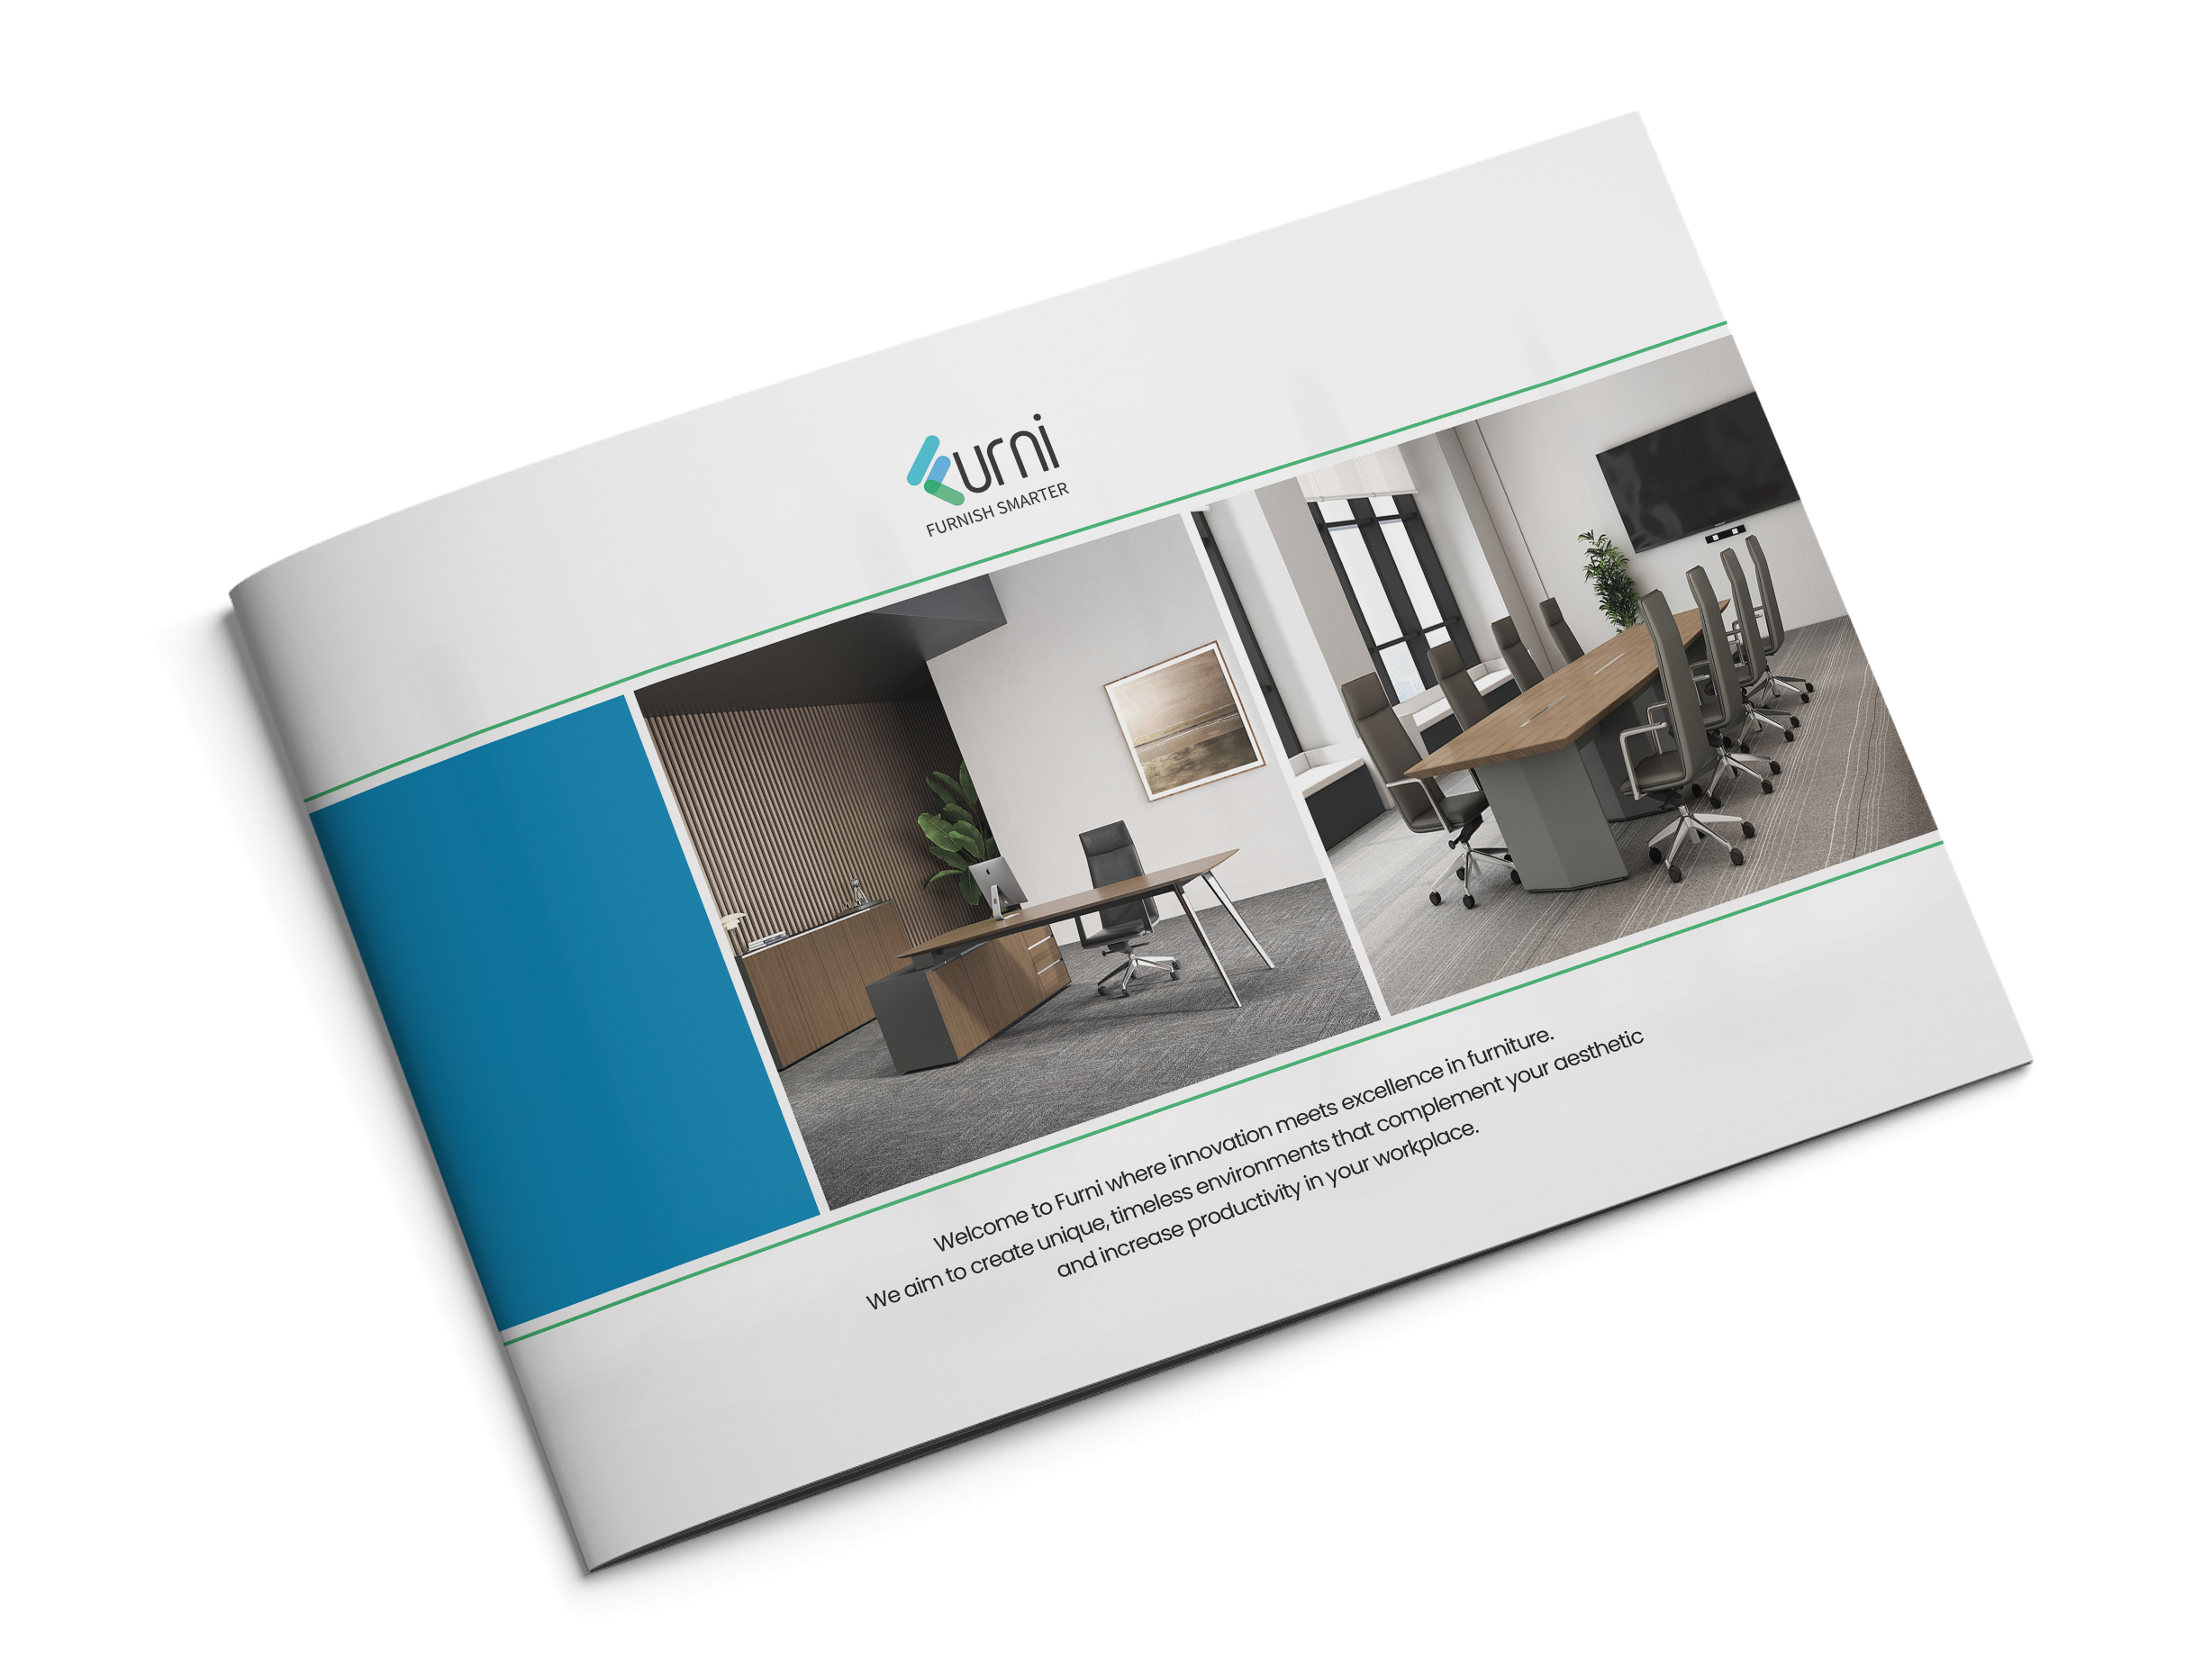 Furni
FURNISH SMARTER
Welcome to Furni where innovation meets excellence in furniture.
We aim to create unique, timeless environments that complement your aesthetic
and increase productivity in your workplace.